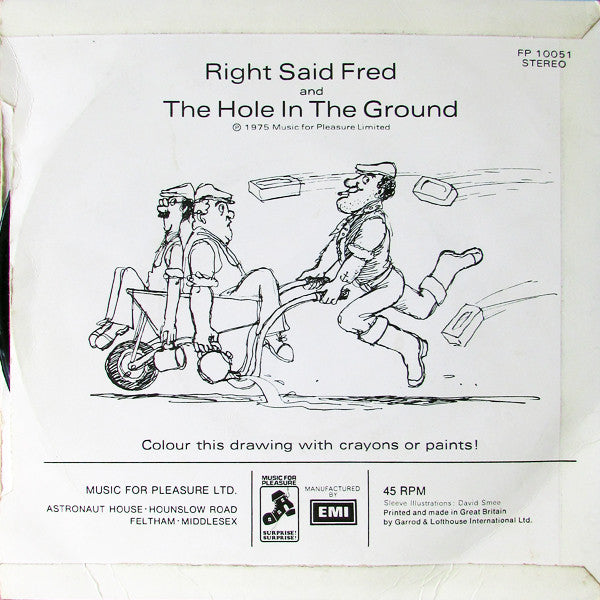 FP 10051
STEREO
Right Said Fred
and
The Hole In The Ground
℗ 1975 Music for Pleasure Limited
Colour this drawing with crayons or paints!
MUSIC FOR PLEASURE LTD.
ASTRONAUT HOUSE · HOUNSLOW ROAD
FELTHAM · MIDDLESEX
MUSIC FOR
PLEASURE
SURPRISE!
SURPRISE!
MANUFACTURED
BY
EMI
45 RPM
Sleeve Illustrations: David Smee
Printed and made in Great Britain
by Garrod & Lofthouse International Ltd.